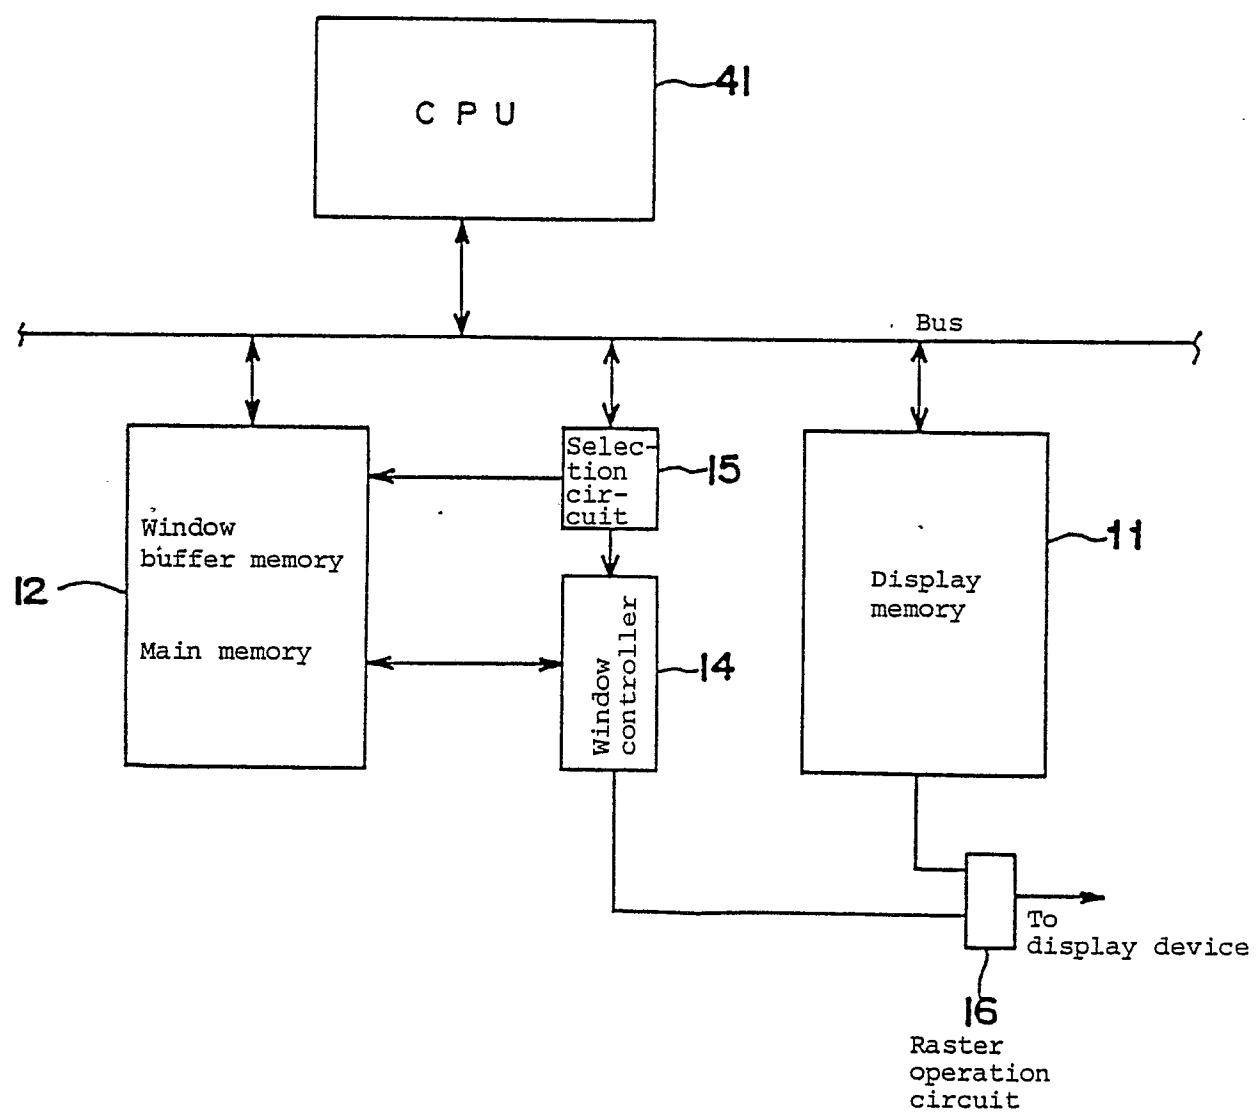 CPU
41
Bus
Selec-
tion
cir-
cuit
15
Window
buffer memory
Main memory
12
Window
controller
14
Display
memory
11
To
display device
16
Raster
operation
circuit